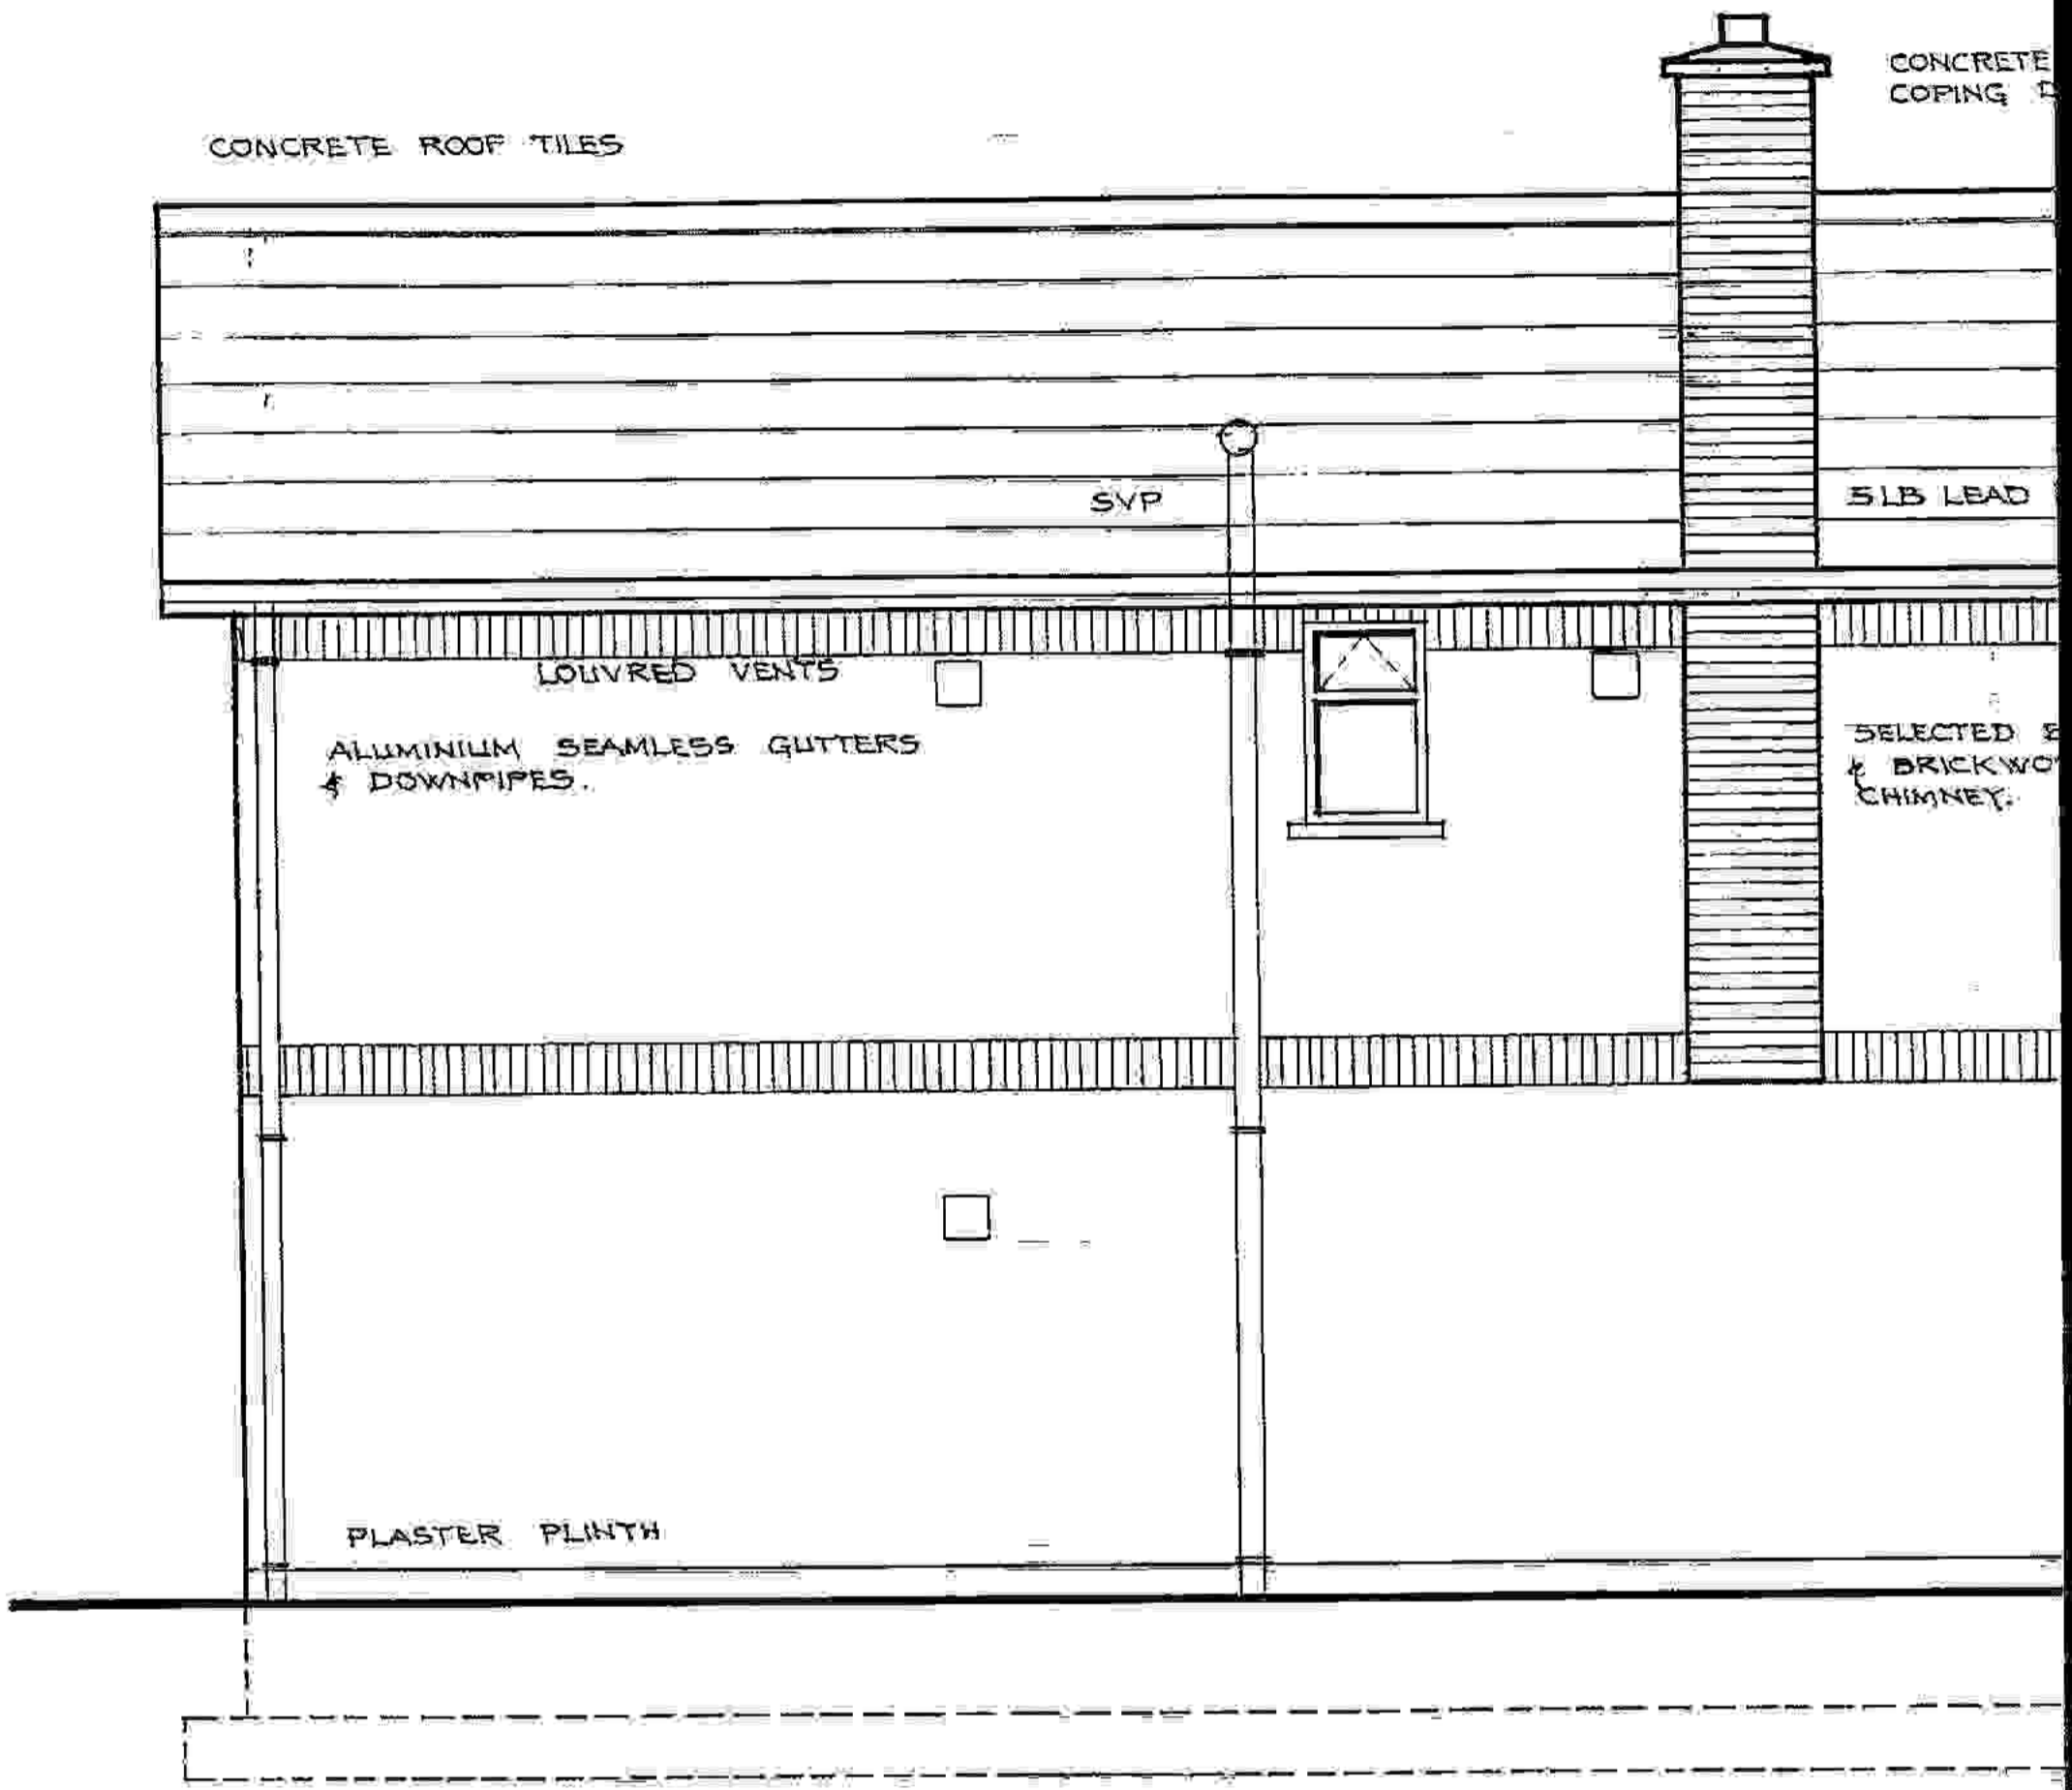 CONCRETE
COPING
CONCRETE ROOF TILES
SVP
5LB LEAD
LOUVRED VENTS
ALUMINIUM SEAMLESS GUTTERS
& DOWNPIPES.
SELECTED
& BRICKWO
CHIMNEY.
PLASTER PLINTH